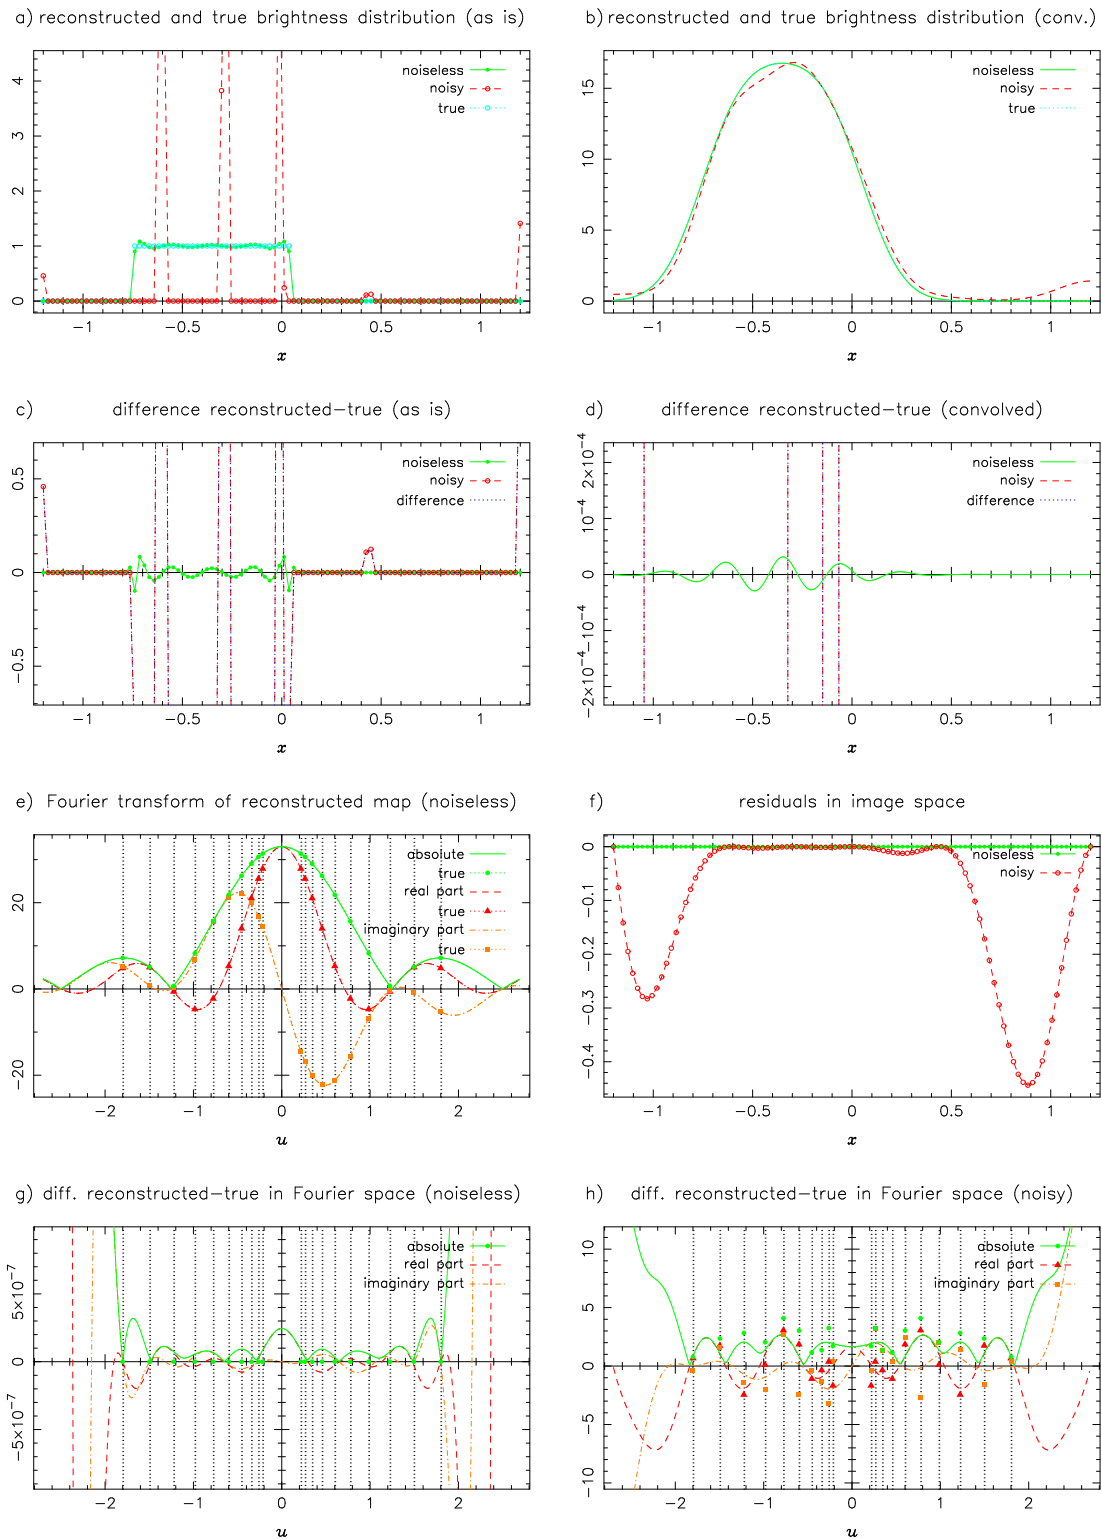 a) reconstructed and true brightness distribution (as is)
noiseless
noisy
true
4
3
2
1
0
−1 −0.5 0 0.5 1
x
b) reconstructed and true brightness distribution (conv.)
noiseless
noisy
true
15
10
5
0
−1 −0.5 0 0.5 1
x
c) difference reconstructed−true (as is)
noiseless
noisy
difference
0.5
0
−0.5
−1 −0.5 0 0.5 1
x
d) difference reconstructed−true (convolved)
noiseless
noisy
difference
2×10⁻⁴
10⁻⁴
0
−10⁻⁴
−2×10⁻⁴
−1 −0.5 0 0.5 1
x
e) Fourier transform of reconstructed map (noiseless)
absolute
true
real part
true
imaginary part
true
20
0
−20
−2 −1 0 1 2
u
f) residuals in image space
noiseless
noisy
0
−0.1
−0.2
−0.3
−0.4
−1 −0.5 0 0.5 1
x
g) diff. reconstructed−true in Fourier space (noiseless)
absolute
real part
imaginary part
5×10⁻⁷
0
−5×10⁻⁷
−2 −1 0 1 2
u
h) diff. reconstructed−true in Fourier space (noisy)
absolute
real part
imaginary part
10
5
0
−5
−10
−2 −1 0 1 2
u